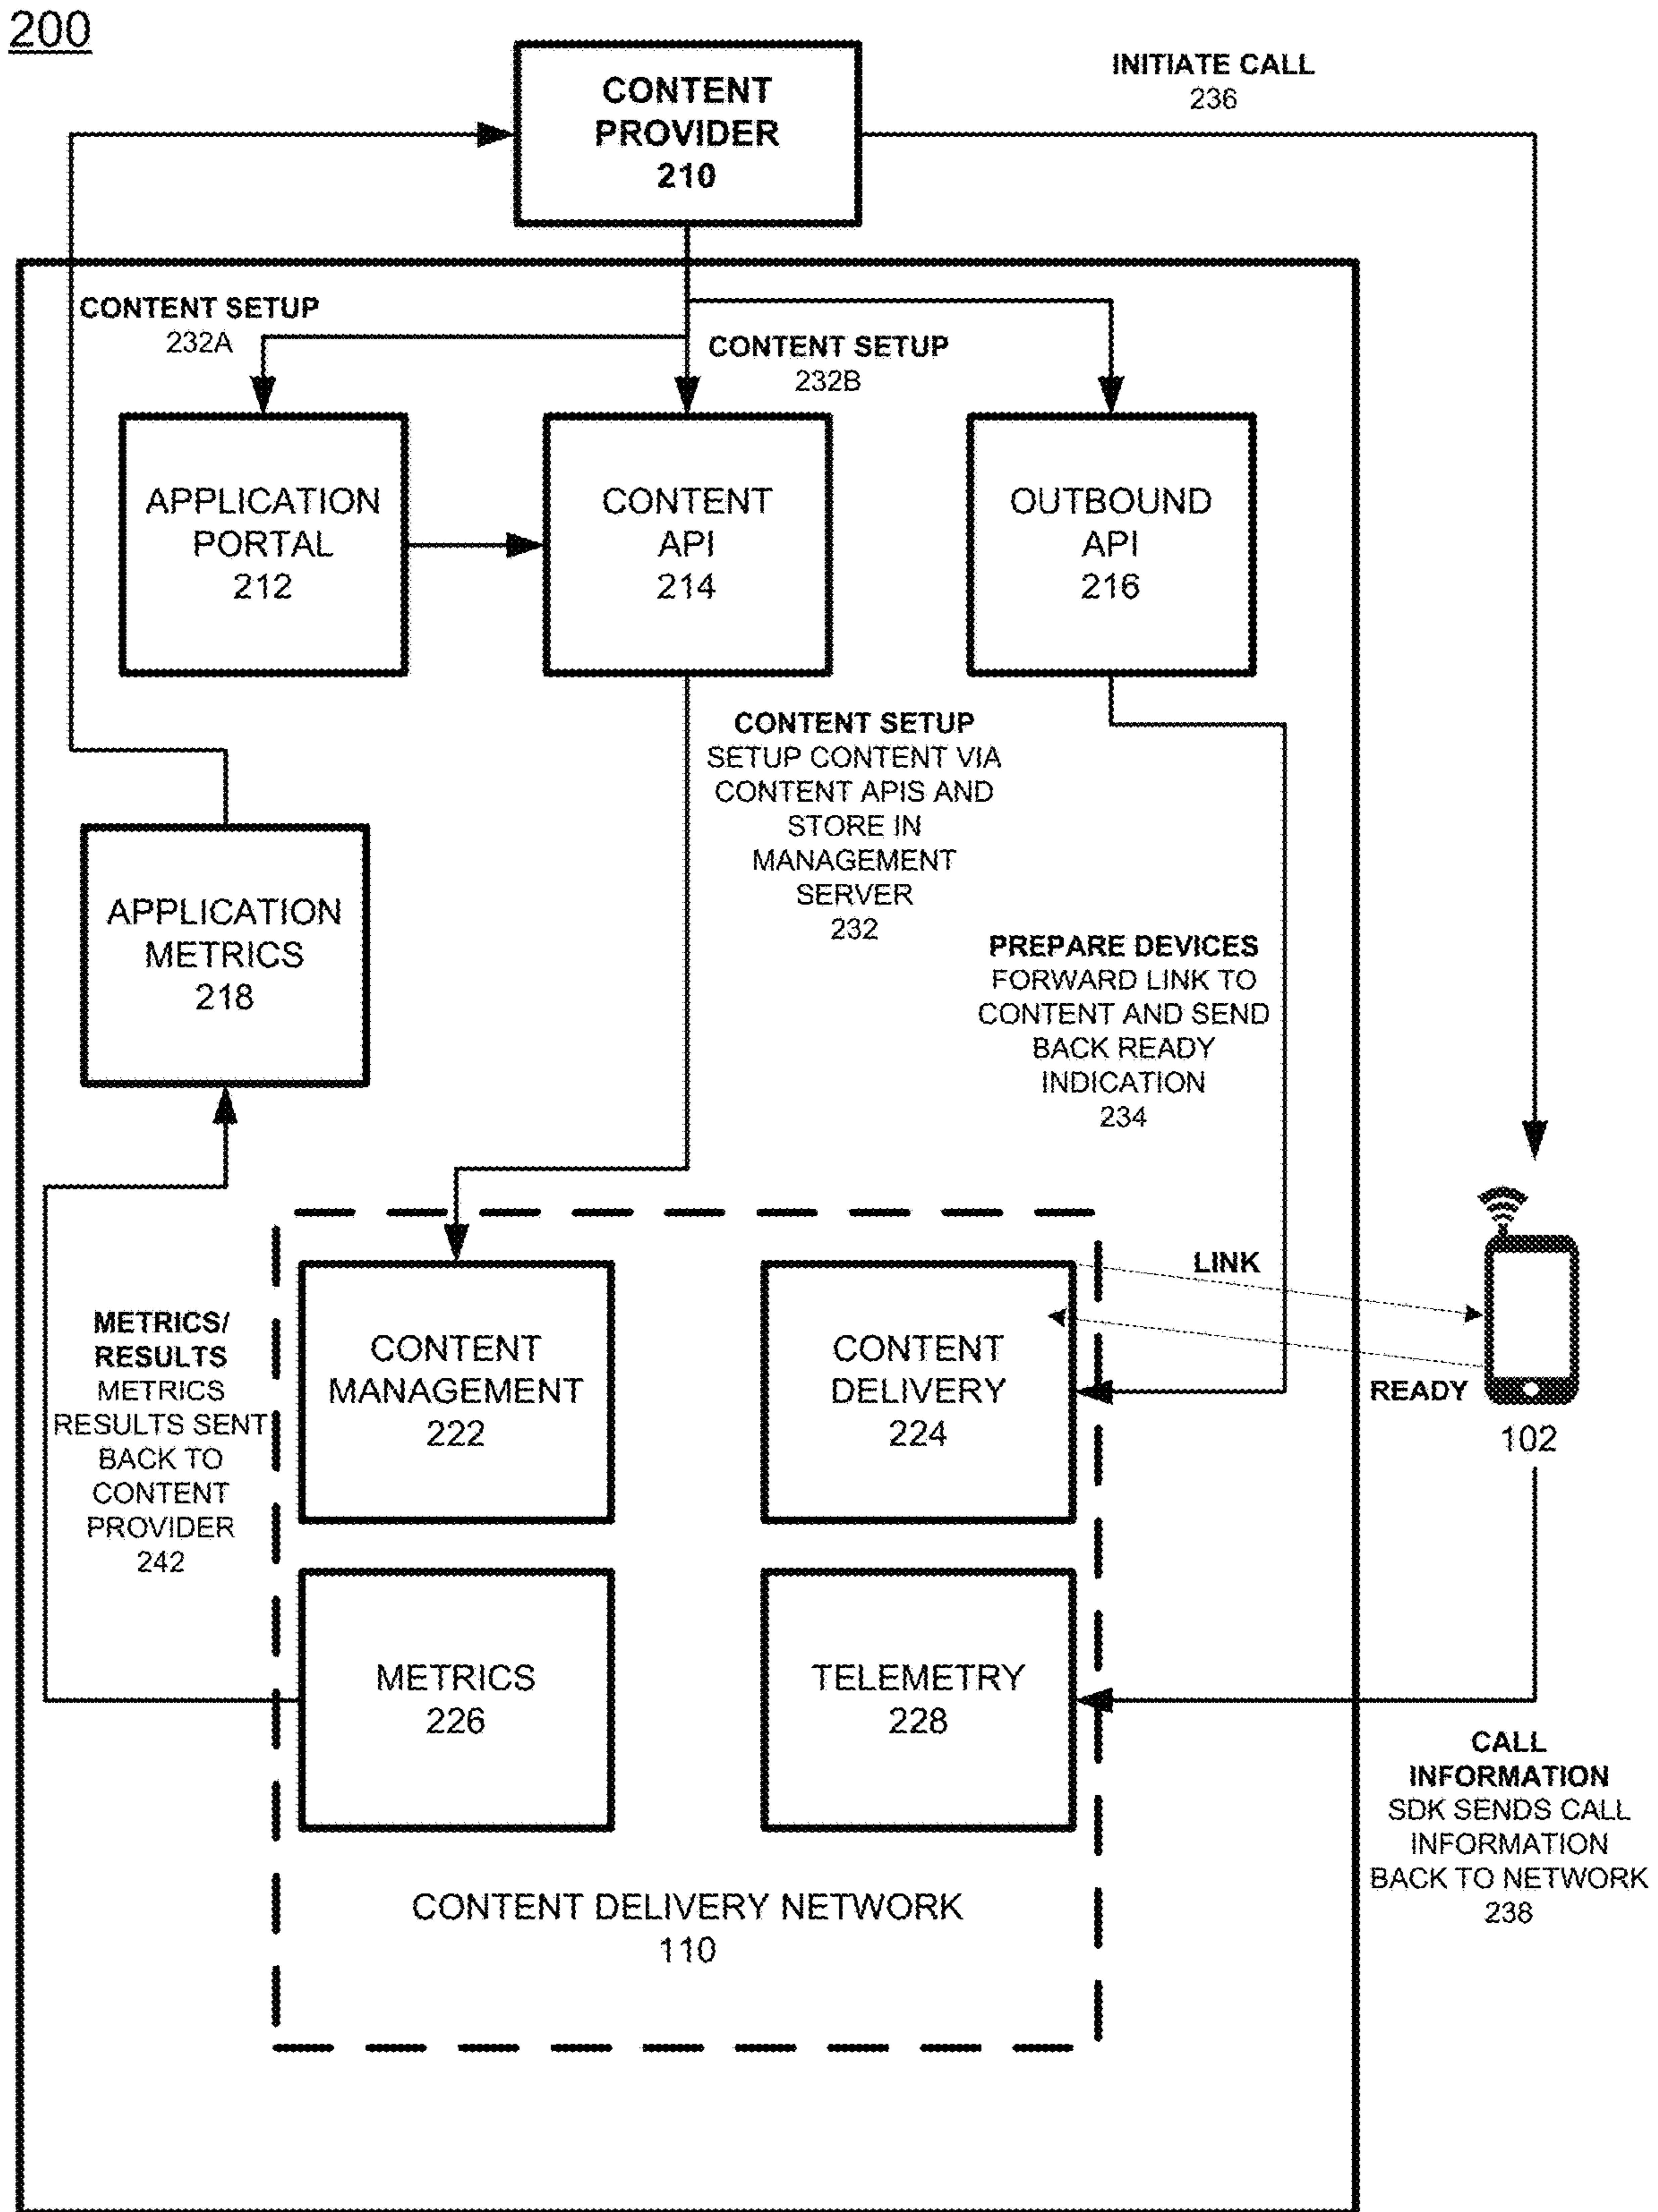 200
CONTENT
PROVIDER
210
INITIATE CALL
236
CONTENT SETUP
232A
CONTENT SETUP
232B
APPLICATION
PORTAL
212
CONTENT
API
214
OUTBOUND
API
216
CONTENT SETUP
SETUP CONTENT VIA
CONTENT APIS AND
STORE IN
MANAGEMENT
SERVER
232
APPLICATION
METRICS
218
PREPARE DEVICES
FORWARD LINK TO
CONTENT AND SEND
BACK READY
INDICATION
234
LINK
READY
102
METRICS/
RESULTS
METRICS
RESULTS SENT
BACK TO
CONTENT
PROVIDER
242
CONTENT
MANAGEMENT
222
CONTENT
DELIVERY
224
METRICS
226
TELEMETRY
228
CALL
INFORMATION
SDK SENDS CALL
INFORMATION
BACK TO NETWORK
238
CONTENT DELIVERY NETWORK
110